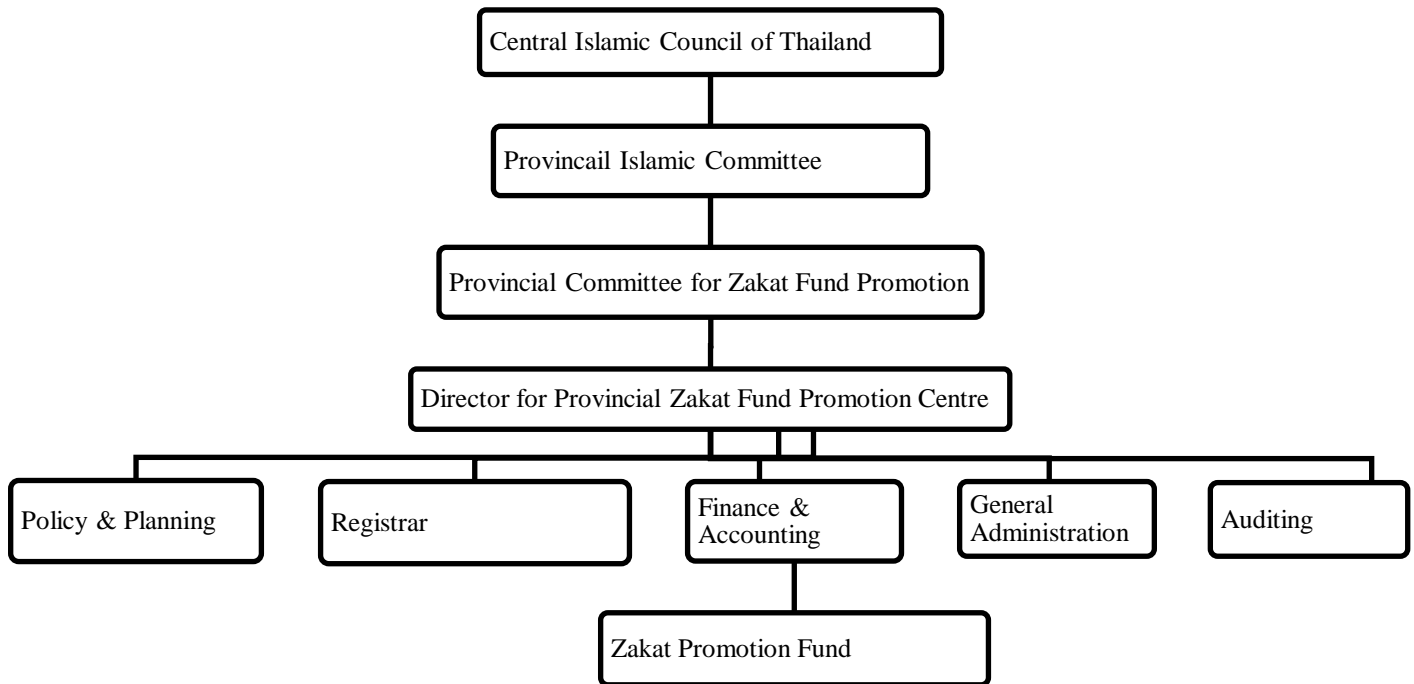 Central Islamic Council of Thailand
Provincail Islamic Committee
Provincial Committee for Zakat Fund Promotion
Director for Provincial Zakat Fund Promotion Centre
Policy & Planning
Registrar
Finance &
Accounting
General
Administration
Auditing
Zakat Promotion Fund